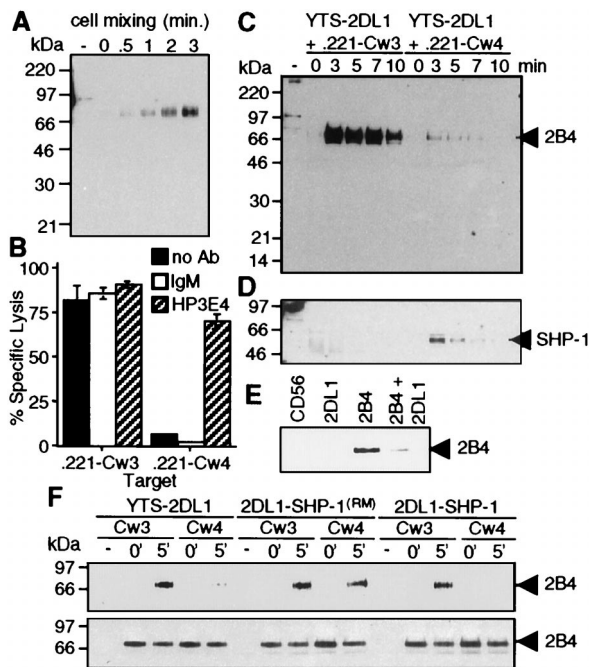 A
cell mixing (min.)
kDa - 0 .5 1 2 3
220
97
66
46
30
21
B
no Ab
IgM
HP3E4
% Specific Lysis
100
75
50
25
0
.221-Cw3 .221-Cw4
Target
C
YTS-2DL1 YTS-2DL1
+ .221-Cw3 + .221-Cw4
kDa - 0 3 5 7 10 0 3 5 7 10 min
220
97
66
46
30
21
14
2B4
D
97
66
46
SHP-1
E
CD56
2DL1
2B4
2B4 +
2DL1
2B4
F
YTS-2DL1 2DL1-SHP-1(RM) 2DL1-SHP-1
Cw3 Cw4 Cw3 Cw4 Cw3 Cw4
kDa - 0' 5' 0' 5' - 0' 5' 0' 5' - 0' 5' 0' 5'
97
66
2B4
97
66
2B4